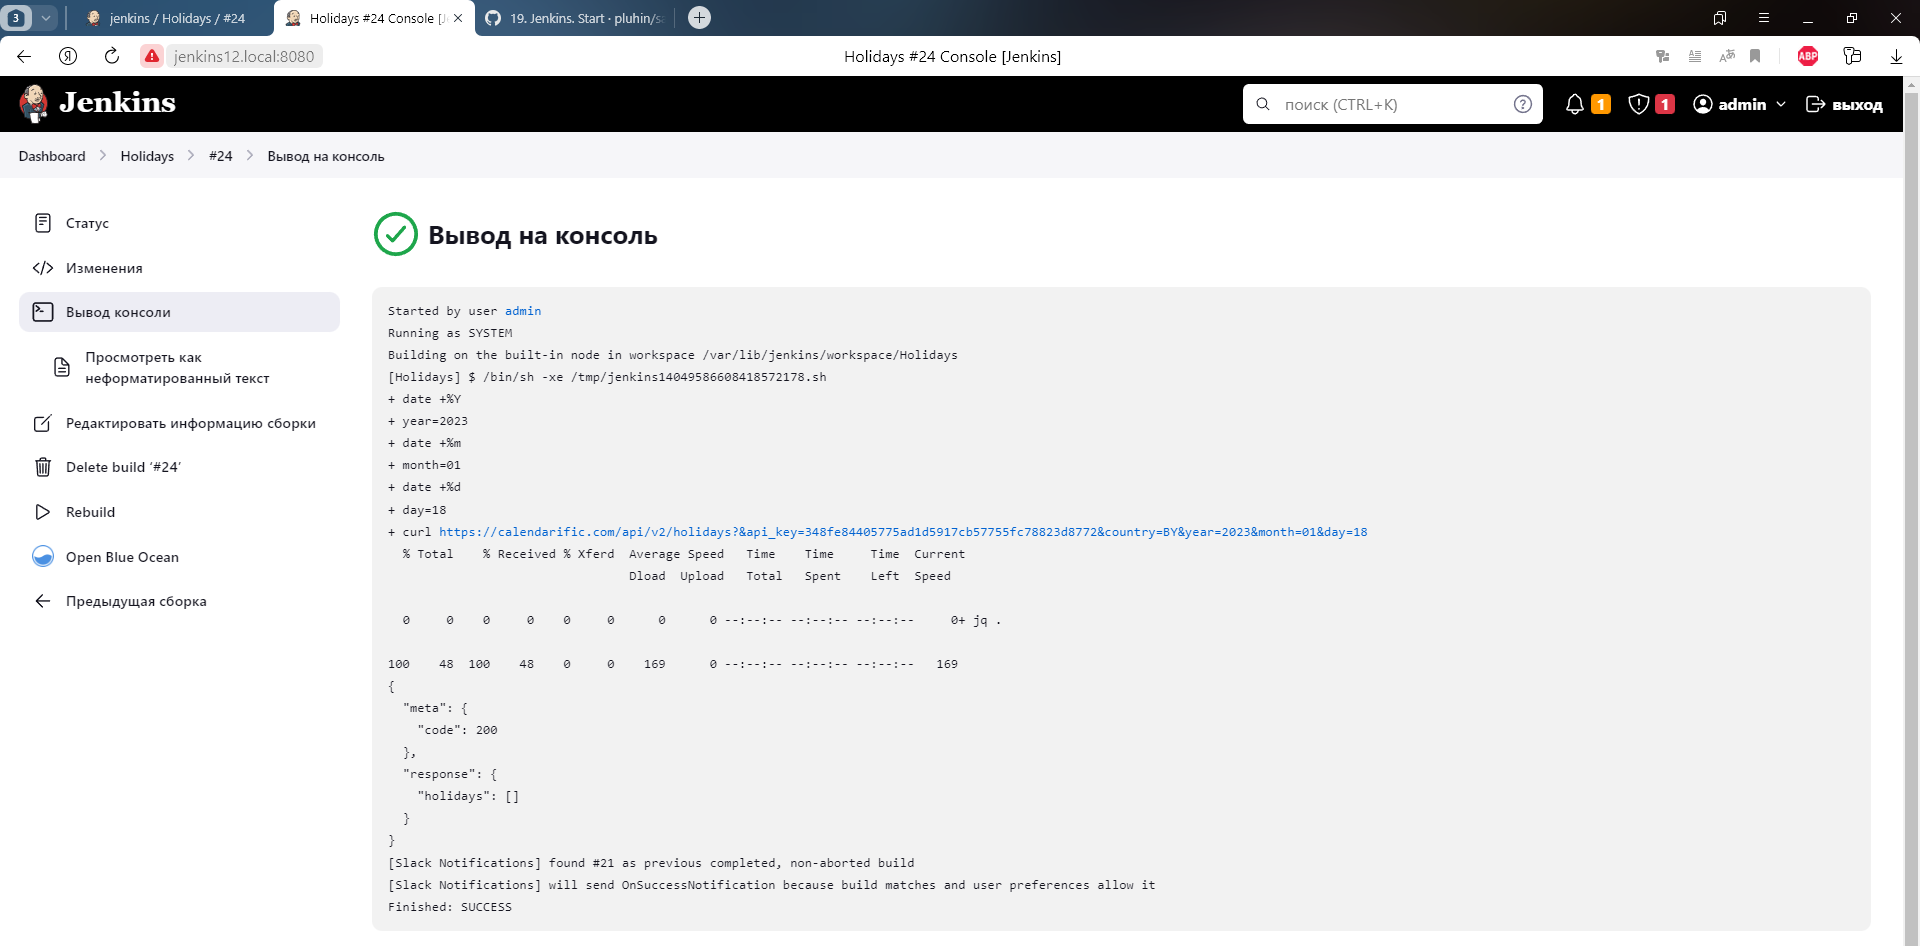 3
jenkins / Holidays / #24
Holidays #24 Console [J
19. Jenkins. Start · pluhin/sa
jenkins12.local:8080
Holidays #24 Console [Jenkins]
ABP
Jenkins
поиск (CTRL+K)
1
1
admin
выход
Dashboard
Holidays
#24
Вывод на консоль
Статус
Изменения
Вывод консоли
Просмотреть как
неформатированный текст
Редактировать информацию сборки
Delete build ‘#24’
Rebuild
Open Blue Ocean
Предыдущая сборка
Вывод на консоль
Started by user admin
Running as SYSTEM
Building on the built-in node in workspace /var/lib/jenkins/workspace/Holidays
[Holidays] $ /bin/sh -xe /tmp/jenkins14049586608418572178.sh
+ date +%Y
+ year=2023
+ date +%m
+ month=01
+ date +%d
+ day=18
+ curl https://calendarific.com/api/v2/holidays?&api_key=348fe84405775ad1d5917cb57755fc78823d8772&country=BY&year=2023&month=01&day=18
% Total % Received % Xferd Average Speed Time Time Time Current
Dload Upload Total Spent Left Speed
0 0 0 0 0 0 0 0 --:--:-- --:--:-- --:--:-- 0+ jq .
100 48 100 48 0 0 169 0 --:--:-- --:--:-- --:--:-- 169
{
"meta": {
"code": 200
},
"response": {
"holidays": []
}
}
[Slack Notifications] found #21 as previous completed, non-aborted build
[Slack Notifications] will send OnSuccessNotification because build matches and user preferences allow it
Finished: SUCCESS